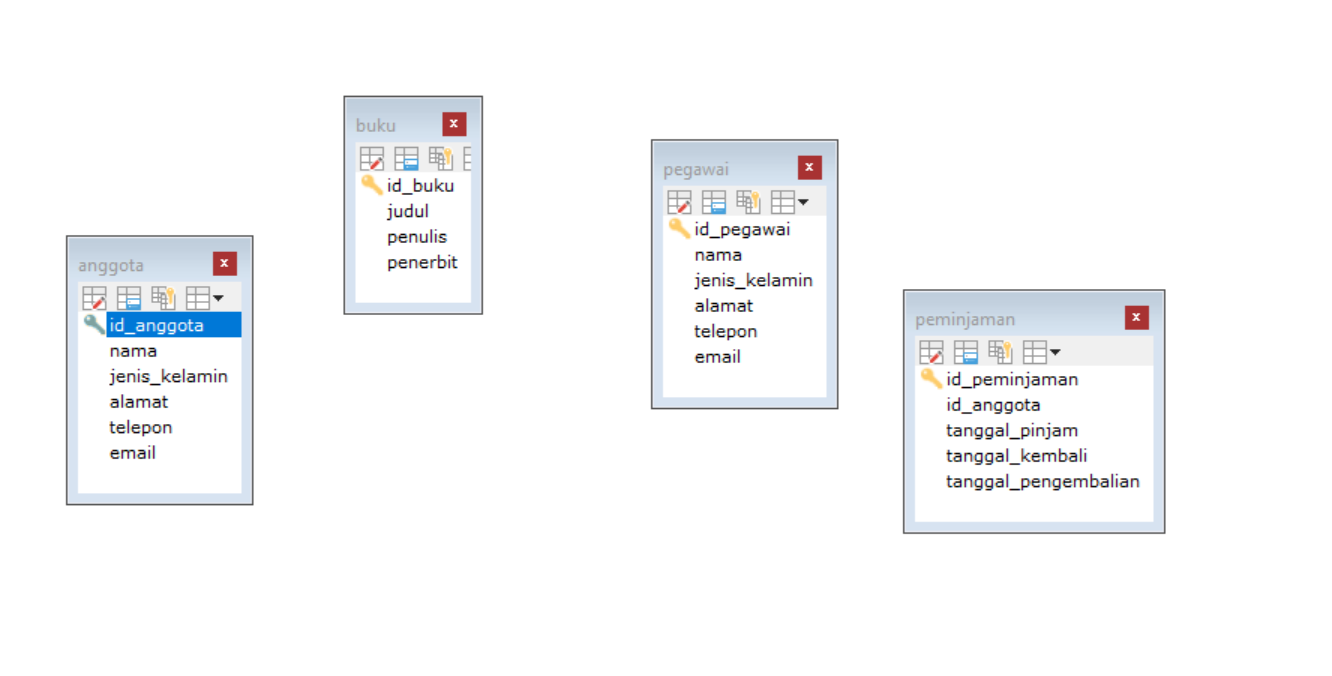 buku
id_buku
judul
penulis
penerbit
pegawai
id_pegawai
nama
jenis_kelamin
alamat
telepon
email
anggota
id_anggota
nama
jenis_kelamin
alamat
telepon
email
peminjaman
id_peminjaman
id_anggota
tanggal_pinjam
tanggal_kembali
tanggal_pengembalian